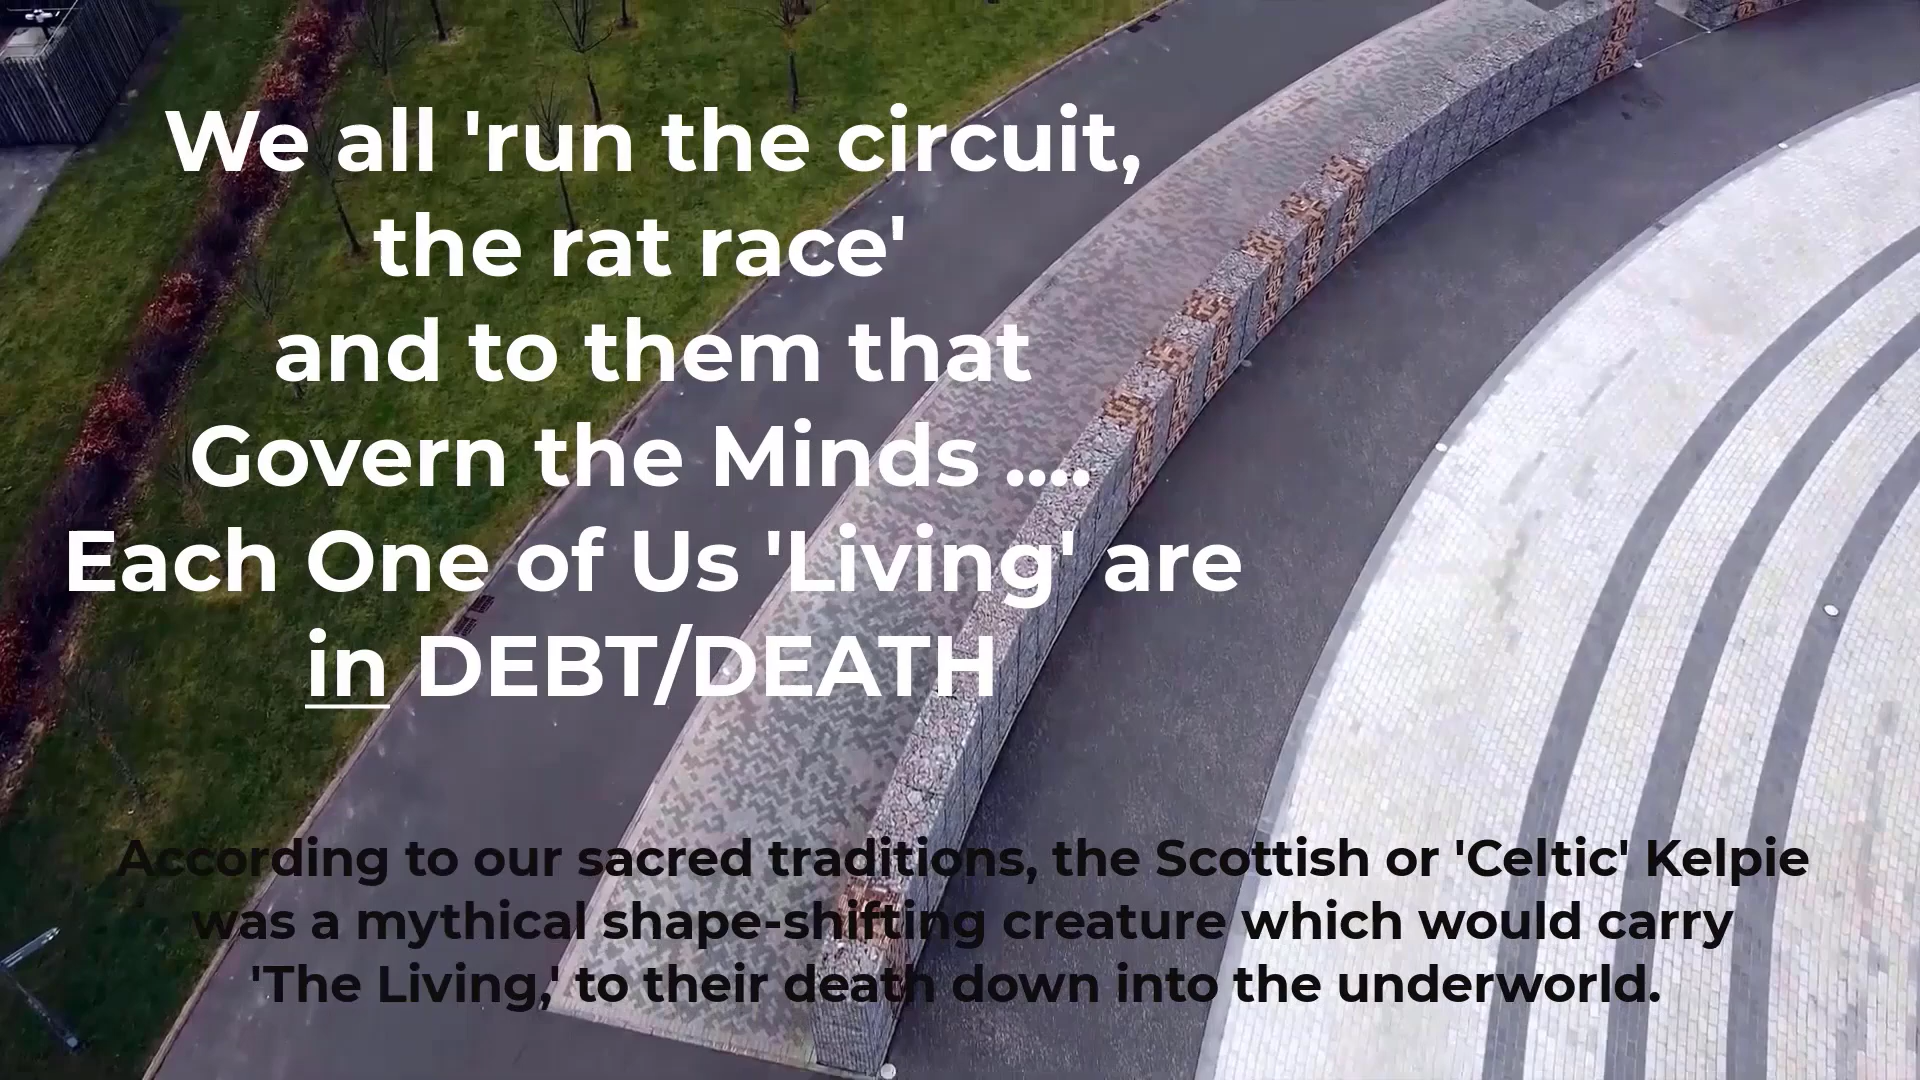 We all 'run the circuit,
the rat race'
and to them that
Govern the Minds ....
Each One of Us 'Living' are
in DEBT/DEATH
According to our sacred traditions, the Scottish or 'Celtic' Kelpie
was a mythical shape-shifting creature which would carry
'The Living,' to their death down into the underworld.